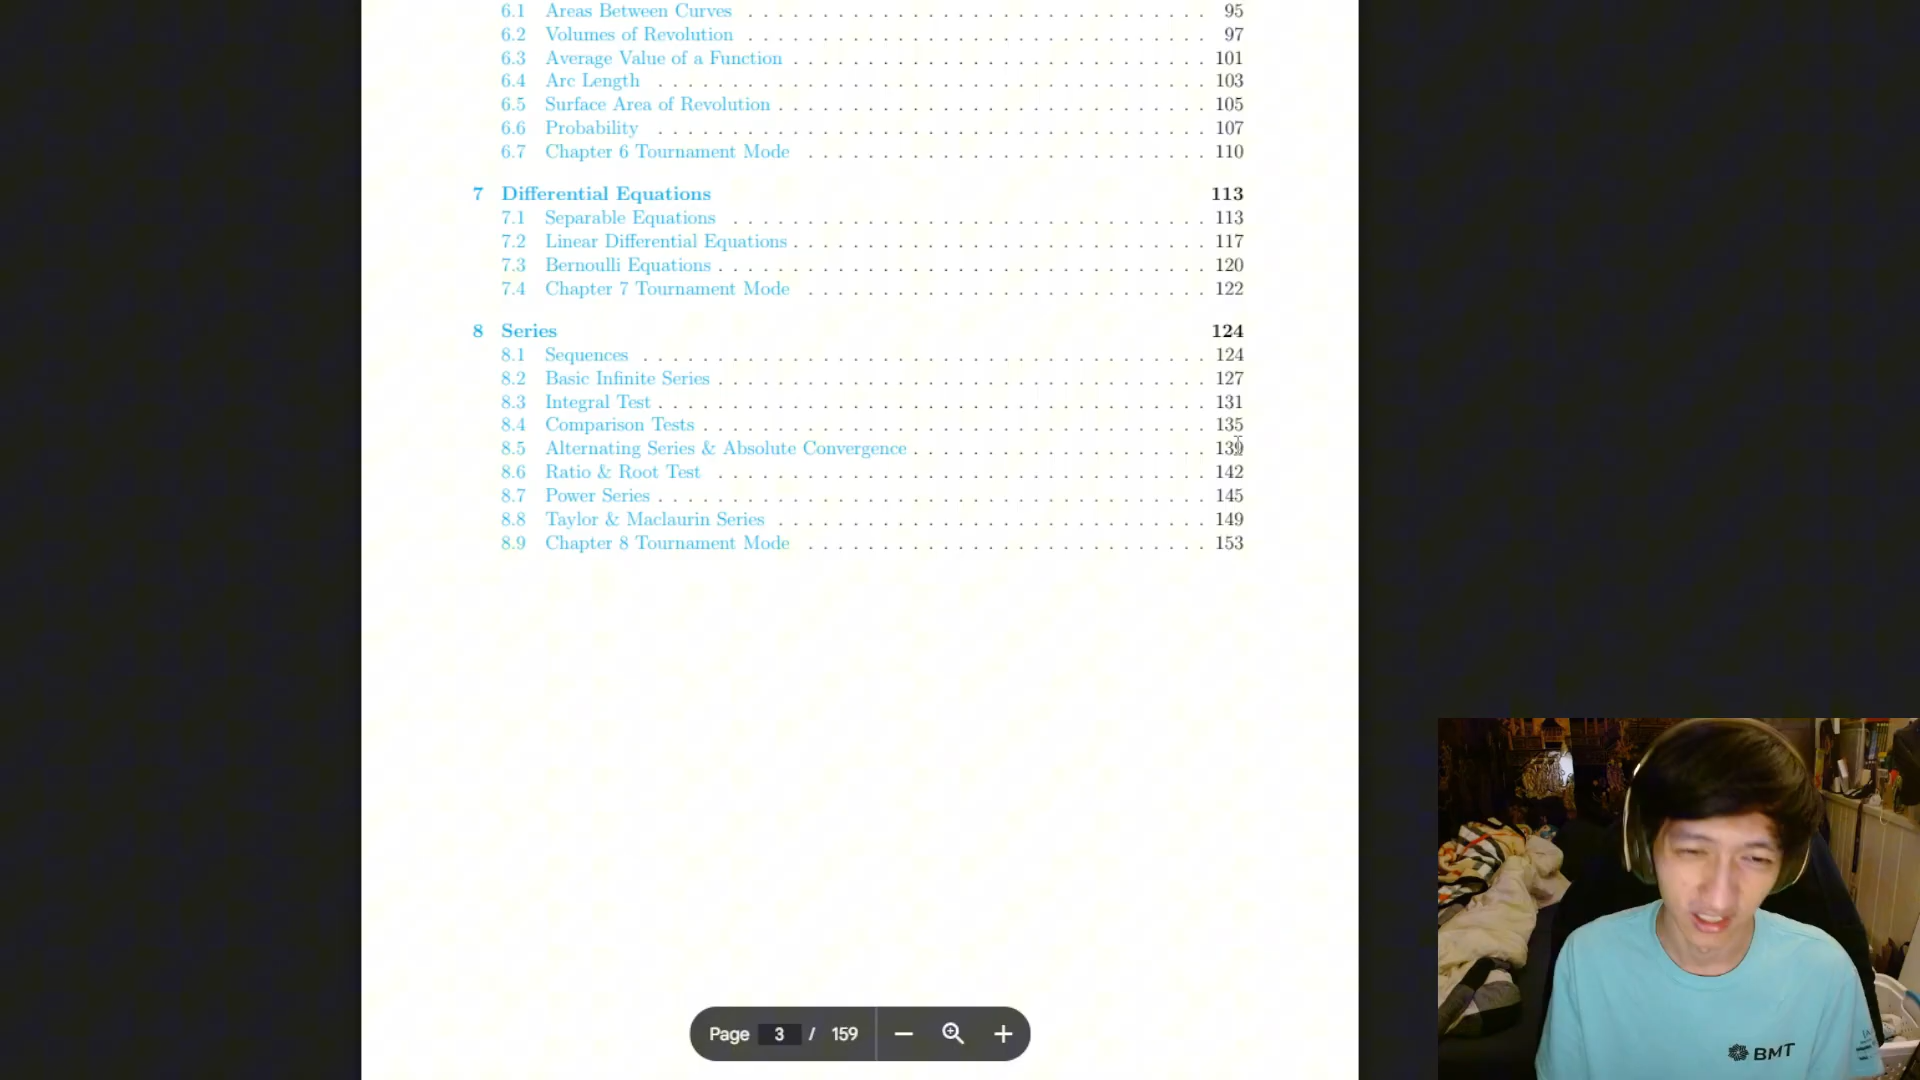 6.1 Areas Between Curves . . . . . . . . . . . . . . . . . . . . . . . . . . . . . . . 95
6.2 Volumes of Revolution . . . . . . . . . . . . . . . . . . . . . . . . . . . . . . . 97
6.3 Average Value of a Function . . . . . . . . . . . . . . . . . . . . . . . . . . . . 101
6.4 Arc Length . . . . . . . . . . . . . . . . . . . . . . . . . . . . . . . . . . . . . 103
6.5 Surface Area of Revolution . . . . . . . . . . . . . . . . . . . . . . . . . . . . . 105
6.6 Probability . . . . . . . . . . . . . . . . . . . . . . . . . . . . . . . . . . . . . 107
6.7 Chapter 6 Tournament Mode . . . . . . . . . . . . . . . . . . . . . . . . . . . 110
7 Differential Equations 113
7.1 Separable Equations . . . . . . . . . . . . . . . . . . . . . . . . . . . . . . . . 113
7.2 Linear Differential Equations . . . . . . . . . . . . . . . . . . . . . . . . . . . . 117
7.3 Bernoulli Equations . . . . . . . . . . . . . . . . . . . . . . . . . . . . . . . . . 120
7.4 Chapter 7 Tournament Mode . . . . . . . . . . . . . . . . . . . . . . . . . . . 122
8 Series 124
8.1 Sequences . . . . . . . . . . . . . . . . . . . . . . . . . . . . . . . . . . . . . . 124
8.2 Basic Infinite Series . . . . . . . . . . . . . . . . . . . . . . . . . . . . . . . . . 127
8.3 Integral Test . . . . . . . . . . . . . . . . . . . . . . . . . . . . . . . . . . . . . 131
8.4 Comparison Tests . . . . . . . . . . . . . . . . . . . . . . . . . . . . . . . . . . 135
8.5 Alternating Series & Absolute Convergence . . . . . . . . . . . . . . . . . . . . 139
8.6 Ratio & Root Test . . . . . . . . . . . . . . . . . . . . . . . . . . . . . . . . . 142
8.7 Power Series . . . . . . . . . . . . . . . . . . . . . . . . . . . . . . . . . . . . . 145
8.8 Taylor & Maclaurin Series . . . . . . . . . . . . . . . . . . . . . . . . . . . . . 149
8.9 Chapter 8 Tournament Mode . . . . . . . . . . . . . . . . . . . . . . . . . . . 153
Page 3 / 159
BMT